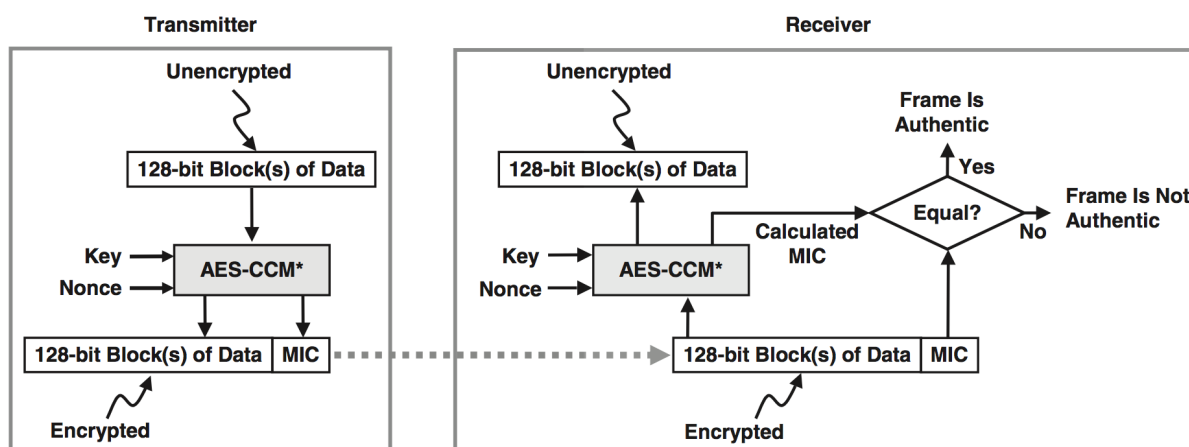 Transmitter
Unencrypted
128-bit Block(s) of Data
Key
Nonce
AES-CCM*
128-bit Block(s) of Data
MIC
Encrypted
Receiver
Unencrypted
128-bit Block(s) of Data
Key
Nonce
AES-CCM*
Calculated
MIC
Equal?
Yes
Frame Is
Authentic
No
Frame Is Not
Authentic
128-bit Block(s) of Data
MIC
Encrypted